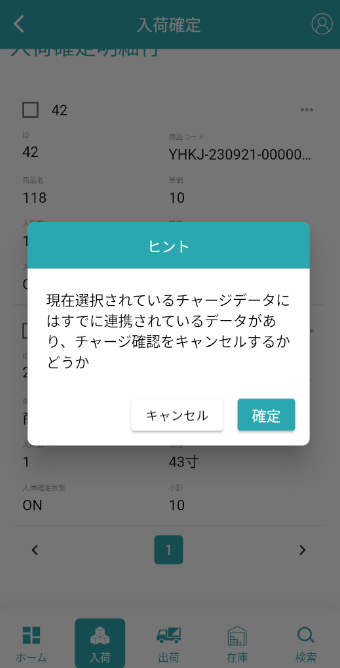 入荷確定
入荷確定明細行
42
ID
商品コード
42
YHKJ-230921-00000...
商品名
単価
118
10
ヒント
現在選択されているチャージデータに
はすでに連携されているデータがあ
り、チャージ確認をキャンセルするか
どうか
キャンセル
確定
1
43寸
入荷確定状態
小計
ON
10
1
ホーム
入荷
出荷
在庫
検索